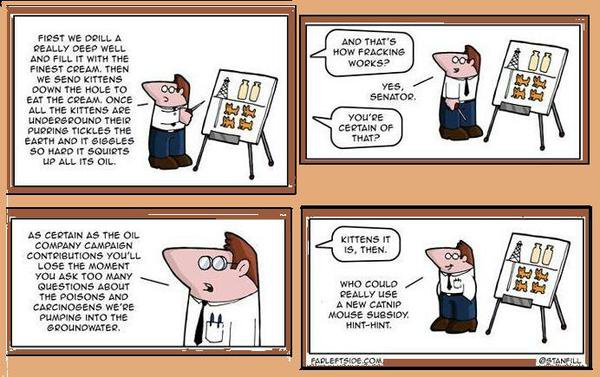 FIRST WE DRILL A
REALLY DEEP WELL
AND FILL IT WITH THE
FINEST CREAM. THEN
WE SEND KITTENS
DOWN THE HOLE TO
EAT THE CREAM. ONCE
ALL THE KITTENS ARE
UNDERGROUND THEIR
PURRING TICKLES THE
EARTH AND IT GIGGLES
SO HARD IT SQUIRTS
UP ALL ITS OIL.
AND THAT'S
HOW FRACKING
WORKS?
YES,
SENATOR.
YOU'RE
CERTAIN OF
THAT?
AS CERTAIN AS THE OIL
COMPANY CAMPAIGN
CONTRIBUTIONS YOU'LL
LOSE THE MOMENT
YOU ASK TOO MANY
QUESTIONS ABOUT
THE POISONS AND
CARCINOGENS WE'RE
PUMPING INTO THE
GROUNDWATER.
KITTENS IT
IS, THEN.
WHO COULD
REALLY USE
A NEW CATNIP
MOUSE SUBSIDY.
HINT-HINT.
FARLEFTSIDE.COM
@STANFILL